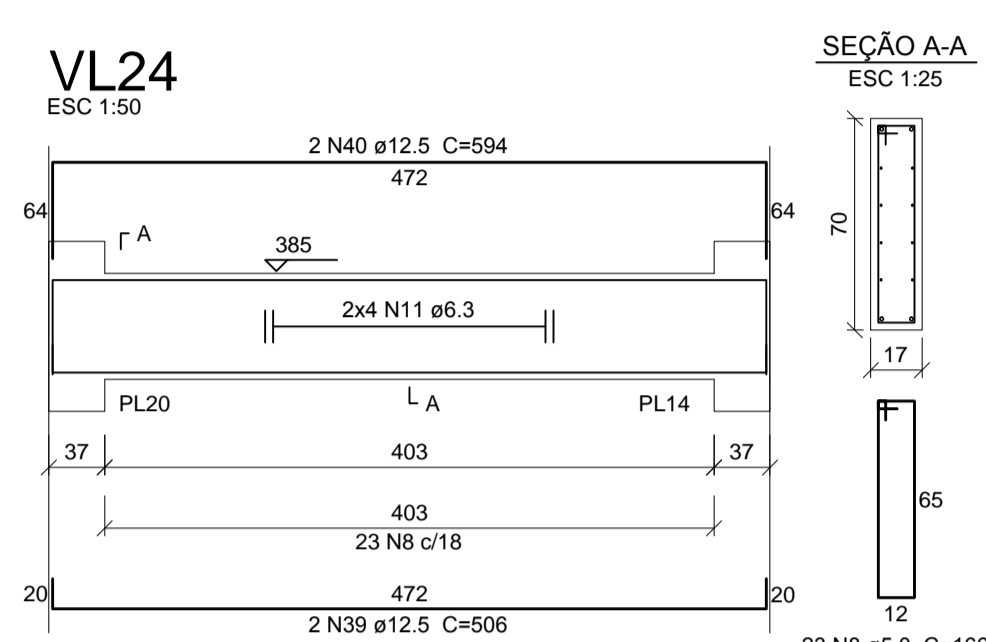 VL24
ESC 1:50
SEÇÃO A-A
ESC 1:25
2 N40 ø12.5 C=594
472
64
64
A
385
2x4 N11 ø6.3
70
17
PL20
A
PL14
37
403
37
403
23 N8 c/18
65
12
20
472
20
2 N39 ø12.5 C=506